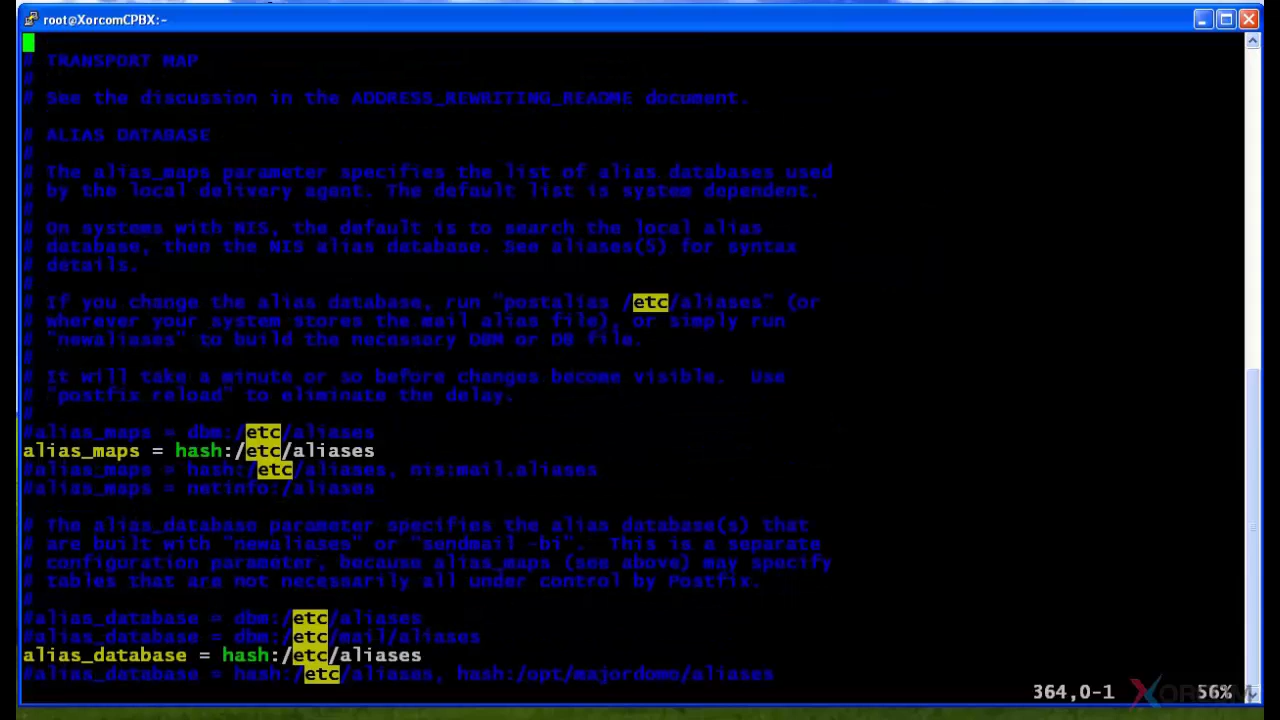 root@XorcomCPBX:~
# TRANSPORT MAP
#
# See the discussion in the ADDRESS_REWRITING_README document.
# ALIAS DATABASE
#
# The alias_maps parameter specifies the list of alias databases used
# by the local delivery agent. The default list is system dependent.
#
# On systems with NIS, the default is to search the local alias
# database, then the NIS alias database. See aliases(5) for syntax
# details.
#
# If you change the alias database, run "postalias /etc/aliases" (or
# wherever your system stores the mail alias file), or simply run
# "newaliases" to build the necessary DBM or DB file.
#
# It will take a minute or so before changes become visible.  Use
# "postfix reload" to eliminate the delay.
#
#alias_maps = dbm:/etc/aliases
alias_maps = hash:/etc/aliases
#alias_maps = hash:/etc/aliases, nis:mail.aliases
#alias_maps = netinfo:/aliases
# The alias_database parameter specifies the alias database(s) that
# are built with "newaliases" or "sendmail -bi".  This is a separate
# configuration parameter, because alias_maps (see above) may specify
# tables that are not necessarily all under control by Postfix.
#
#alias_database = dbm:/etc/aliases
#alias_database = dbm:/etc/mail/aliases
alias_database = hash:/etc/aliases
#alias_database = hash:/etc/aliases, hash:/opt/majordomo/aliases
364,0-1 56%
XORCOM